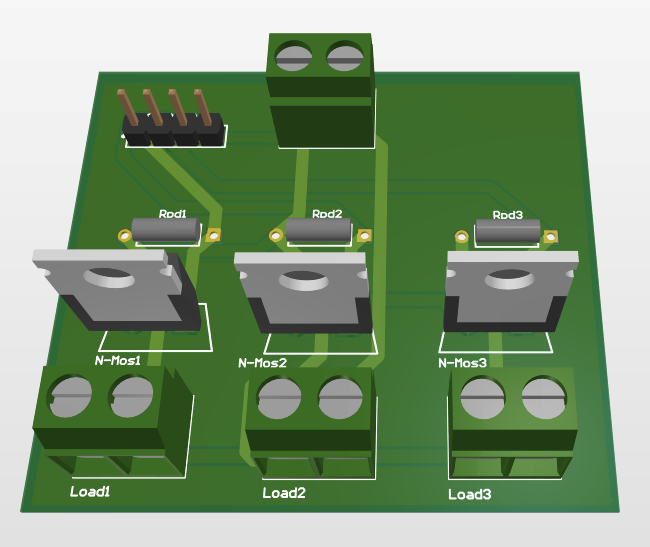 Rpd1
Rpd2
Rpd3
N-Mos1
N-Mos2
N-Mos3
Load1
Load2
Load3